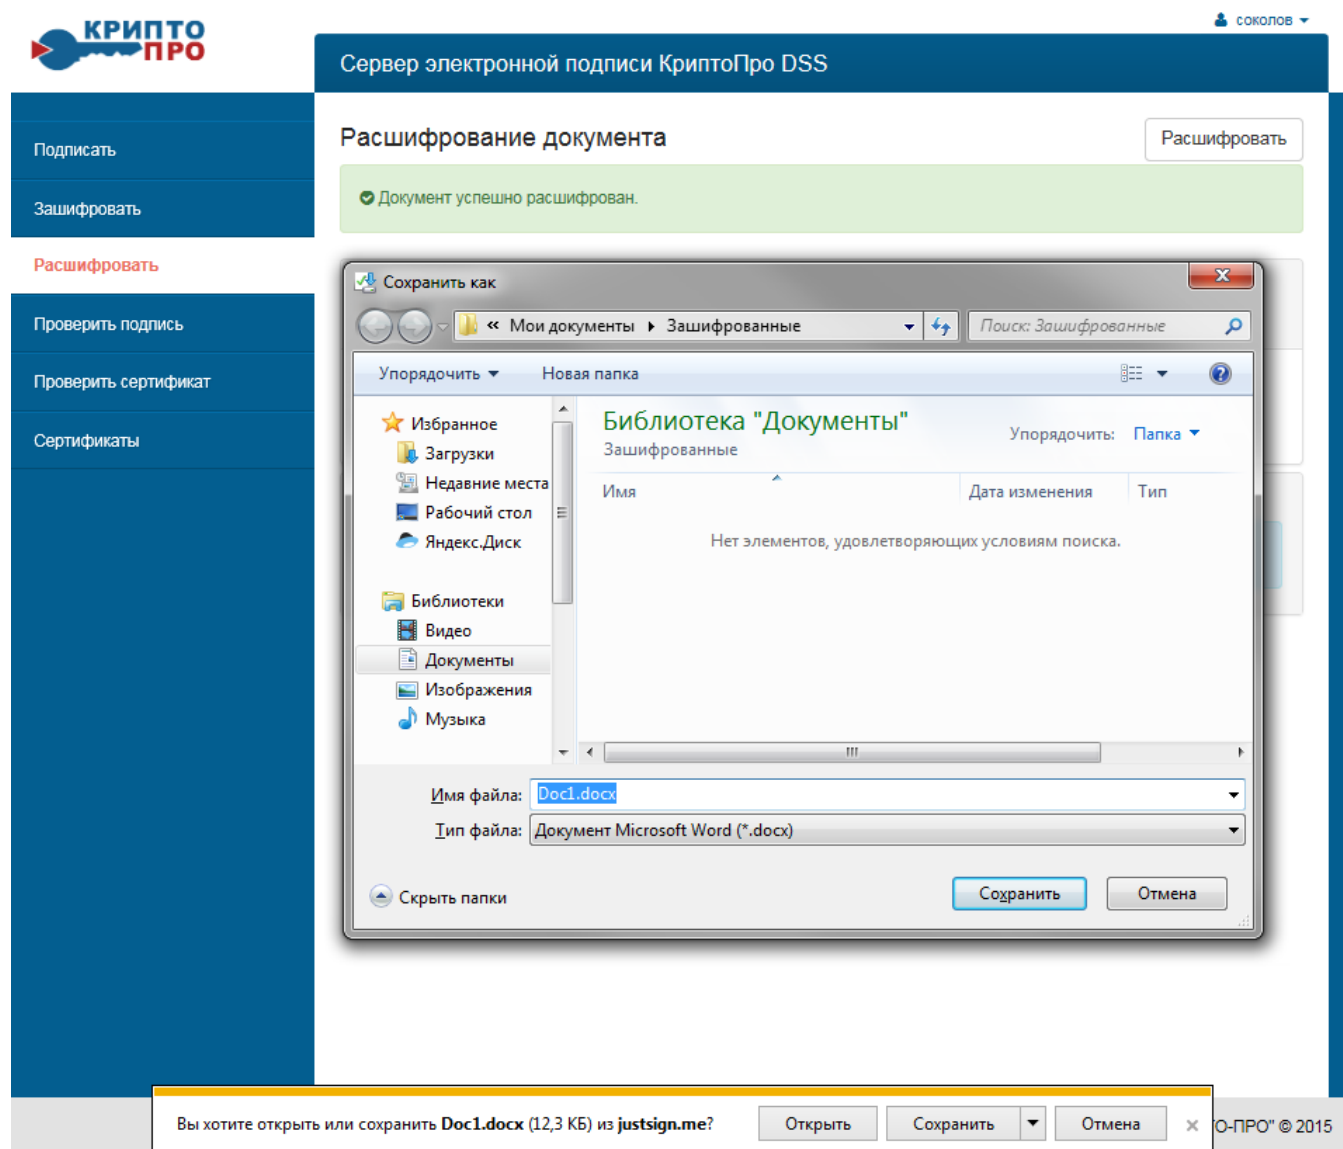 КРИПТО
ПРО
соколов
Сервер электронной подписи КриптоПро DSS
Подписать
Зашифровать
Расшифровать
Проверить подпись
Проверить сертификат
Сертификаты
Расшифрование документа
Расшифровать
Документ успешно расшифрован.
Сохранить как
« Мои документы Зашифрованные
Поиск: Зашифрованные
Упорядочить Новая папка
Избранное
Загрузки
Недавние места
Рабочий стол
Яндекс.Диск
Библиотеки
Видео
Документы
Изображения
Музыка
Библиотека "Документы"
Зашифрованные
Упорядочить: Папка
Имя Дата изменения Тип
Нет элементов, удовлетворяющих условиям поиска.
Имя файла: Doc1.docx
Тип файла: Документ Microsoft Word (*.docx)
Скрыть папки
Сохранить Отмена
Вы хотите открыть или сохранить Doc1.docx (12,3 КБ) из justsign.me?
Открыть Сохранить Отмена
О-ПРО" © 2015